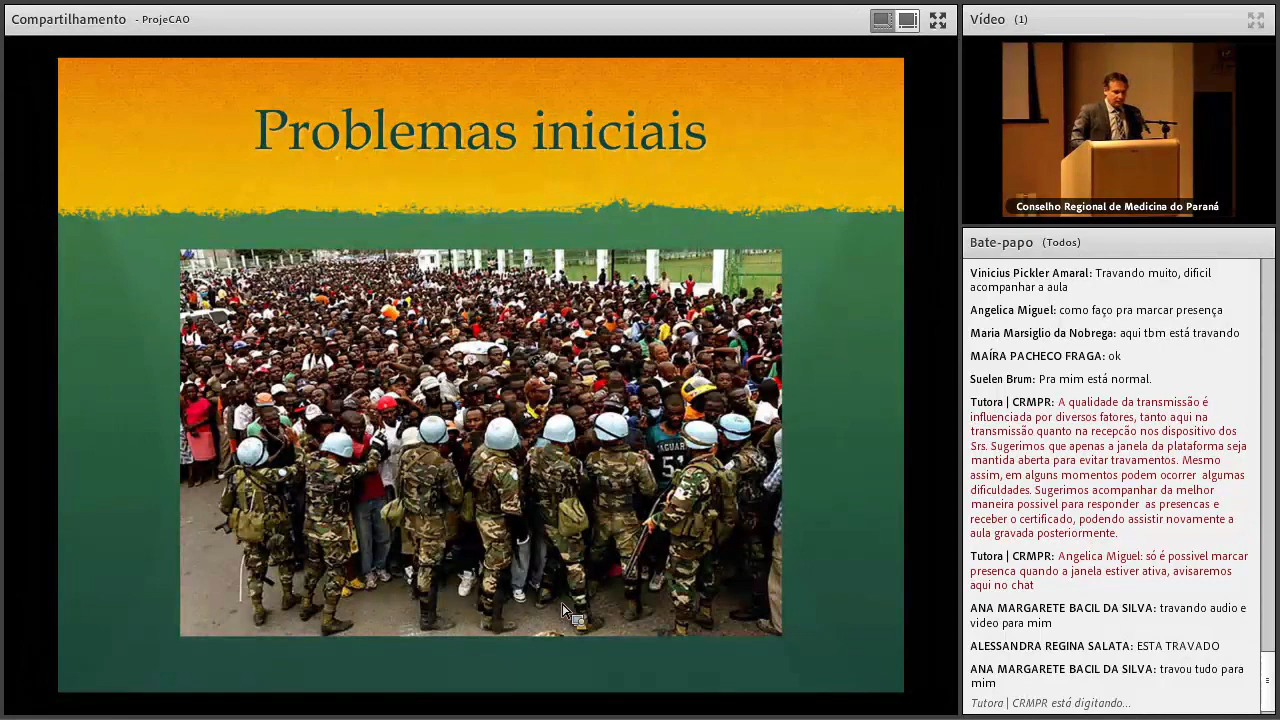 Compartilhamento - ProjeCAO
Problemas iniciais
JAGUAR
51
Vídeo (1)
Conselho Regional de Medicina do Paraná
Bate-papo (Todos)
Vinicius Pickler Amaral: Travando muito, dificil
acompanhar a aula
Angelica Miguel: como faço pra marcar presença
Maria Marsiglio da Nobrega: aqui tbm está travando
MAÍRA PACHECO FRAGA: ok
Suelen Brum: Pra mim está normal.
Tutora | CRMPR: A qualidade da transmissão é
influenciada por diversos fatores, tanto aqui na
transmissão quanto na recepção nos dispositivo dos
Srs. Sugerimos que apenas a janela da plataforma seja
mantida aberta para evitar travamentos. Mesmo
assim, em alguns momentos podem ocorrer algumas
dificuldades. Sugerimos acompanhar da melhor
maneira possivel para responder as presencas e
receber o certificado, podendo assistir novamente a
aula gravada posteriormente.
Tutora | CRMPR: Angelica Miguel: só é possivel marcar
presenca quando a janela estiver ativa, avisaremos
aqui no chat
ANA MARGARETE BACIL DA SILVA: travando audio e
video para mim
ALESSANDRA REGINA SALATA: ESTA TRAVADO
ANA MARGARETE BACIL DA SILVA: travou tudo para
mim
Tutora | CRMPR está digitando...